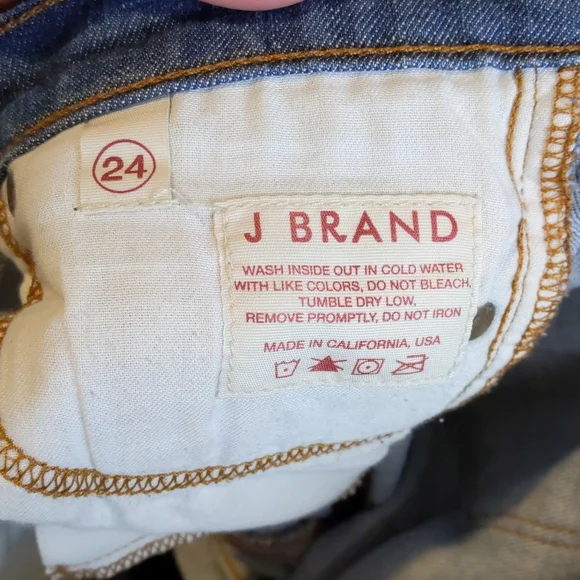 24
J BRAND
WASH INSIDE OUT IN COLD WATER
WITH LIKE COLORS, DO NOT BLEACH,
TUMBLE DRY LOW,
REMOVE PROMPTLY, DO NOT IRON
MADE IN CALIFORNIA, USA